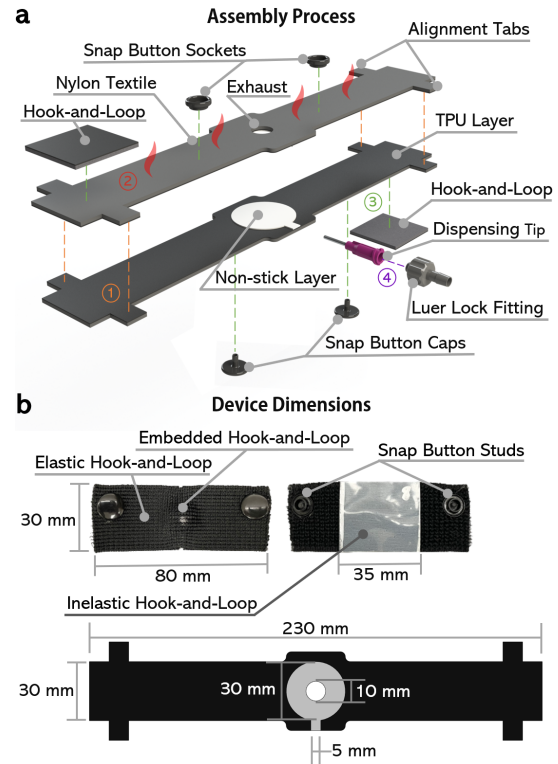 a
Assembly Process
Snap Button Sockets
Alignment Tabs
Nylon Textile
Exhaust
Hook-and-Loop
TPU Layer
②
Hook-and-Loop
③
Dispensing Tip
④
①
Non-stick Layer
Luer Lock Fitting
Snap Button Caps
b
Device Dimensions
Embedded Hook-and-Loop
Elastic Hook-and-Loop
Snap Button Studs
30 mm
80 mm
35 mm
Inelastic Hook-and-Loop
230 mm
30 mm
30 mm
10 mm
5 mm